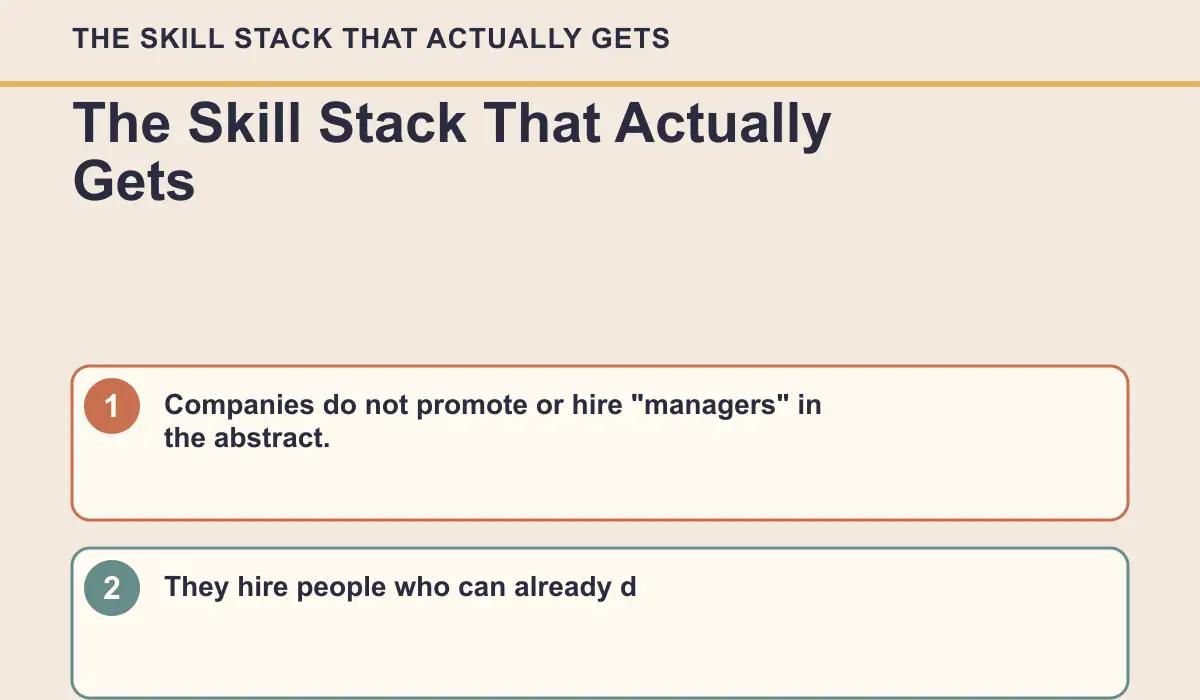 THE SKILL STACK THAT ACTUALLY GETS
The Skill Stack That Actually
Gets
1
Companies do not promote or hire "managers" in
the abstract.
2
They hire people who can already d